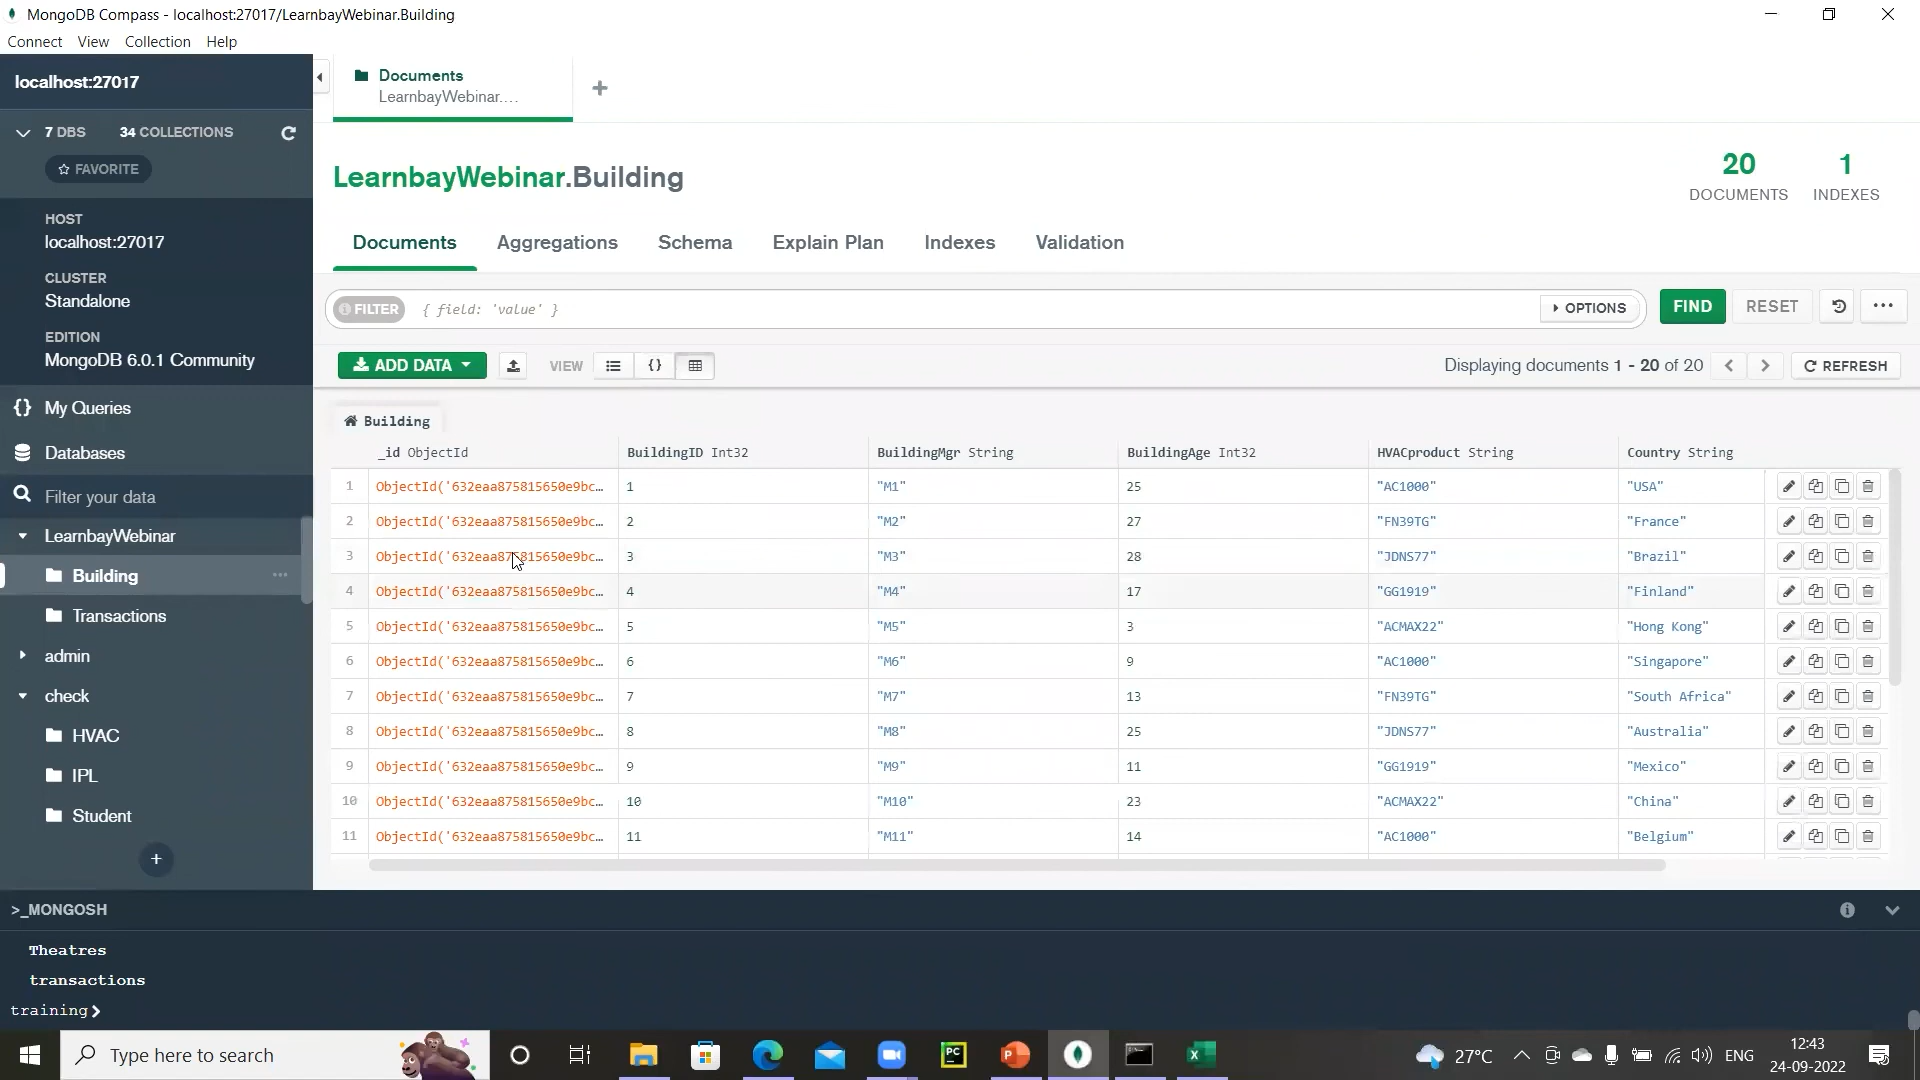 MongoDB Compass - localhost:27017/LearnbayWebinar.Building
Connect View Collection Help
localhost:27017
7 DBS 34 COLLECTIONS
FAVORITE
HOST
localhost:27017
CLUSTER
Standalone
EDITION
MongoDB 6.0.1 Community
{} My Queries
Databases
Filter your data
LearnbayWebinar
Building
Transactions
admin
check
HVAC
IPL
Student
Documents
LearnbayWebinar....
LearnbayWebinar.Building
20 DOCUMENTS
1 INDEXES
Documents Aggregations Schema Explain Plan Indexes Validation
FILTER { field: 'value' } OPTIONS FIND RESET
ADD DATA VIEW {} Displaying documents 1 - 20 of 20 REFRESH
Building
_id ObjectId BuildingID Int32 BuildingMgr String BuildingAge Int32 HVACproduct String Country String
1 ObjectId('632eaa875815650e9bc… 1 "M1" 25 "AC1000" "USA"
2 ObjectId('632eaa875815650e9bc… 2 "M2" 27 "FN39TG" "France"
3 ObjectId('632eaa875815650e9bc… 3 "M3" 28 "JDNS77" "Brazil"
4 ObjectId('632eaa875815650e9bc… 4 "M4" 17 "GG1919" "Finland"
5 ObjectId('632eaa875815650e9bc… 5 "M5" 3 "ACMAX22" "Hong Kong"
6 ObjectId('632eaa875815650e9bc… 6 "M6" 9 "AC1000" "Singapore"
7 ObjectId('632eaa875815650e9bc… 7 "M7" 13 "FN39TG" "South Africa"
8 ObjectId('632eaa875815650e9bc… 8 "M8" 25 "JDNS77" "Australia"
9 ObjectId('632eaa875815650e9bc… 9 "M9" 11 "GG1919" "Mexico"
10 ObjectId('632eaa875815650e9bc… 10 "M10" 23 "ACMAX22" "China"
11 ObjectId('632eaa875815650e9bc… 11 "M11" 14 "AC1000" "Belgium"
>_MONGOSH
Theatres
transactions
training>
Type here to search
PC
27°C ENG
12:43
24-09-2022